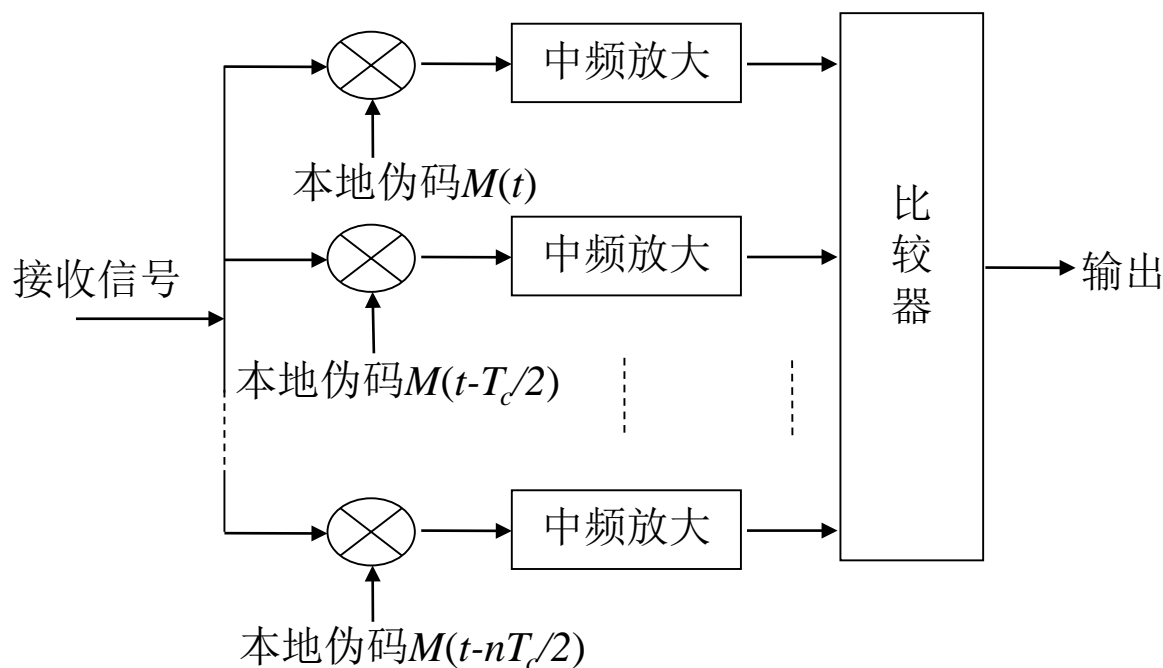 中频放大
本地伪码M(t)
中频放大
接收信号
本地伪码M(t-Tc/2)
中频放大
本地伪码M(t-nTc/2)
比较器
输出